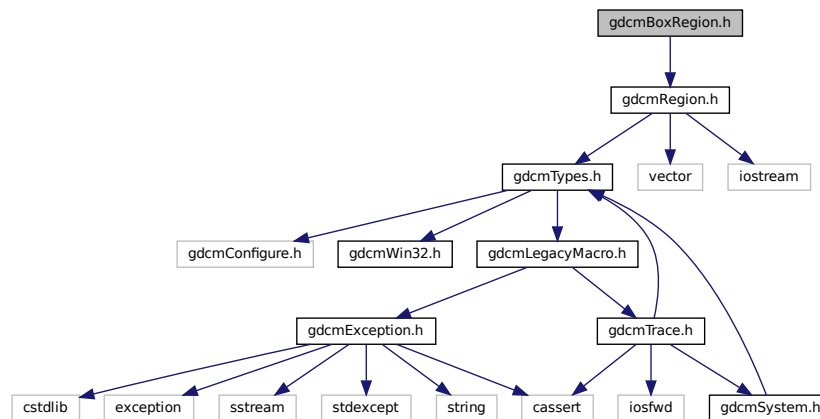 gdcmBoxRegion.h
gdcmRegion.h
gdcmTypes.h
vector
iostream
gdcmConfigure.h
gdcmWin32.h
gdcmLegacyMacro.h
gdcmException.h
gdcmTrace.h
cstdlib
exception
sstream
stdexcept
string
cassert
iosfwd
gdcmSystem.h